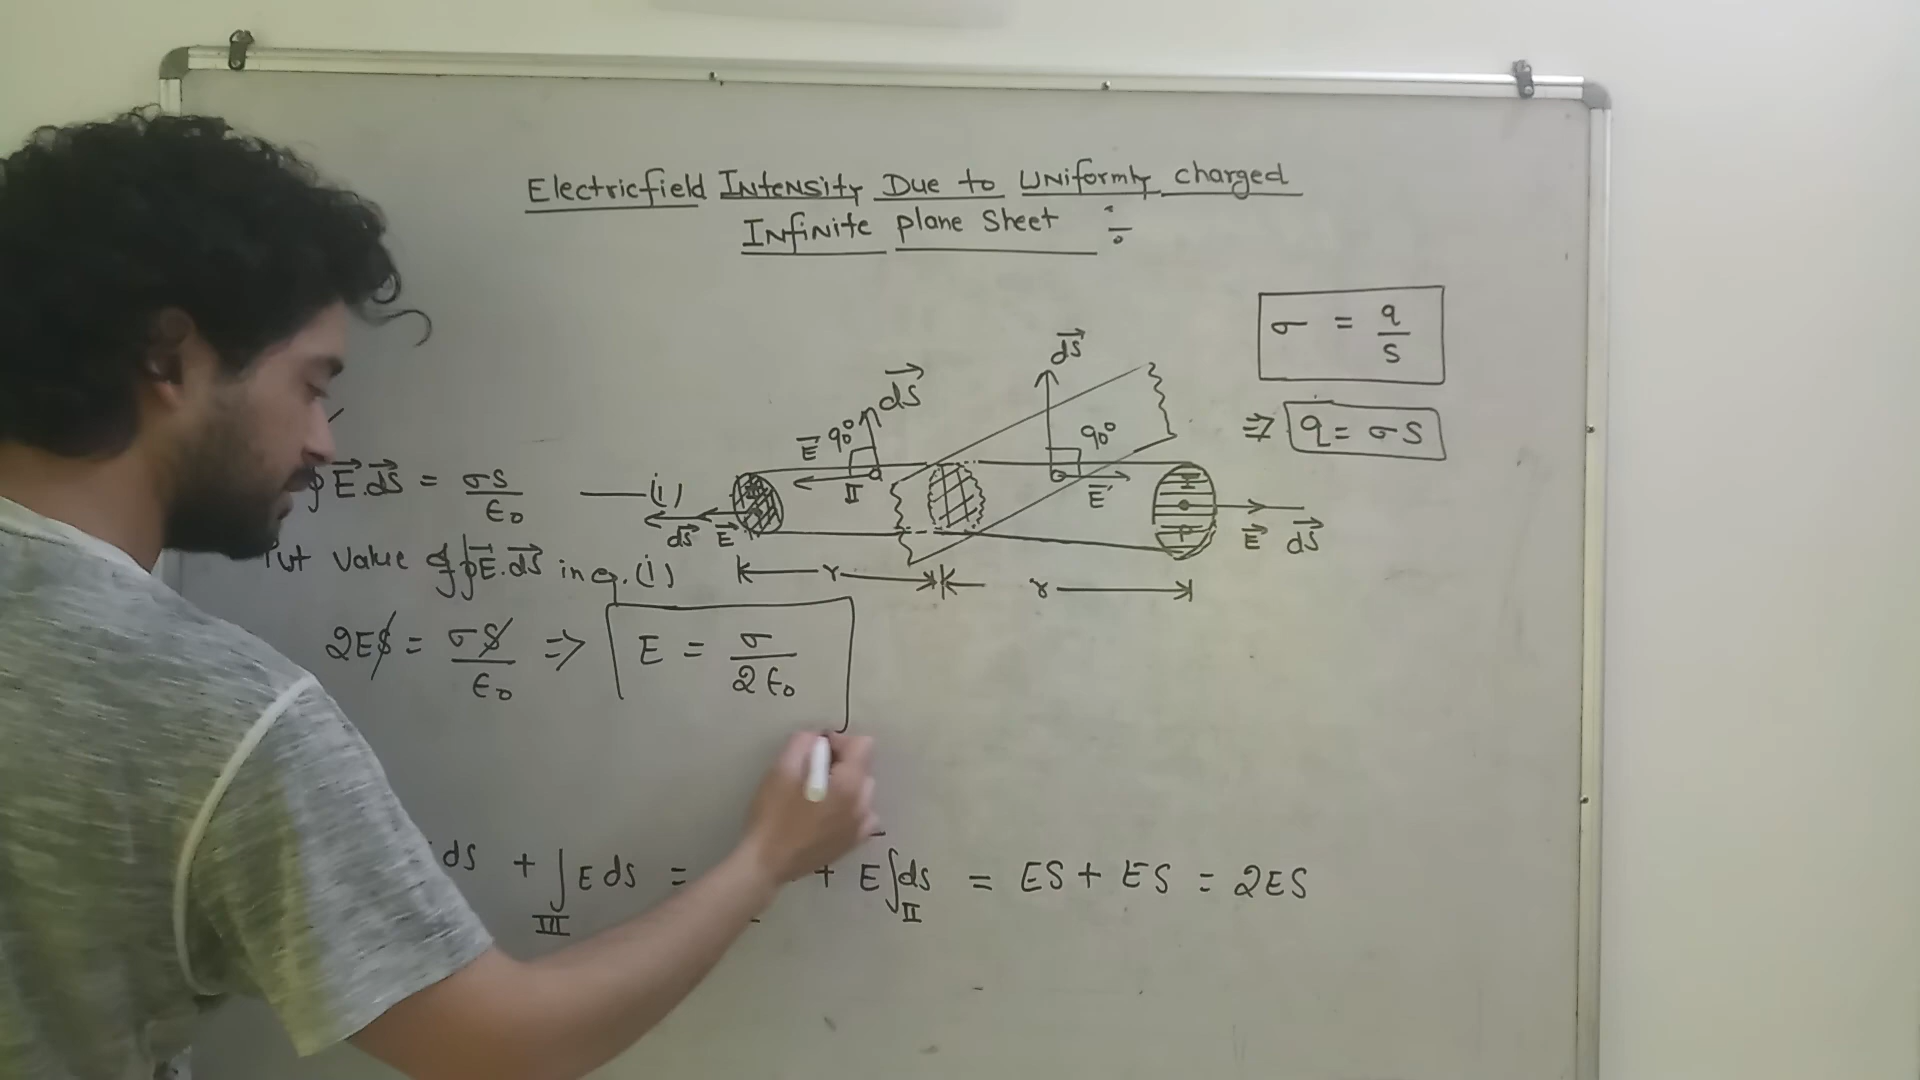 Electricfield Intensity Due to Uniformly charged
Infinite plane Sheet ÷
σ = q/s
⇒ q = σS
dS
dS
E 90°
90°
II
E
I
P
dS E
E dS
r
r
∮E.dS = σS/ε0 —(i)
Put Value of ∮E.dS in eq.(i)
2ES = σS/ε0 => E = σ/2ε0
dS + ∫III E dS = + E∫II dS = ES + ES = 2ES